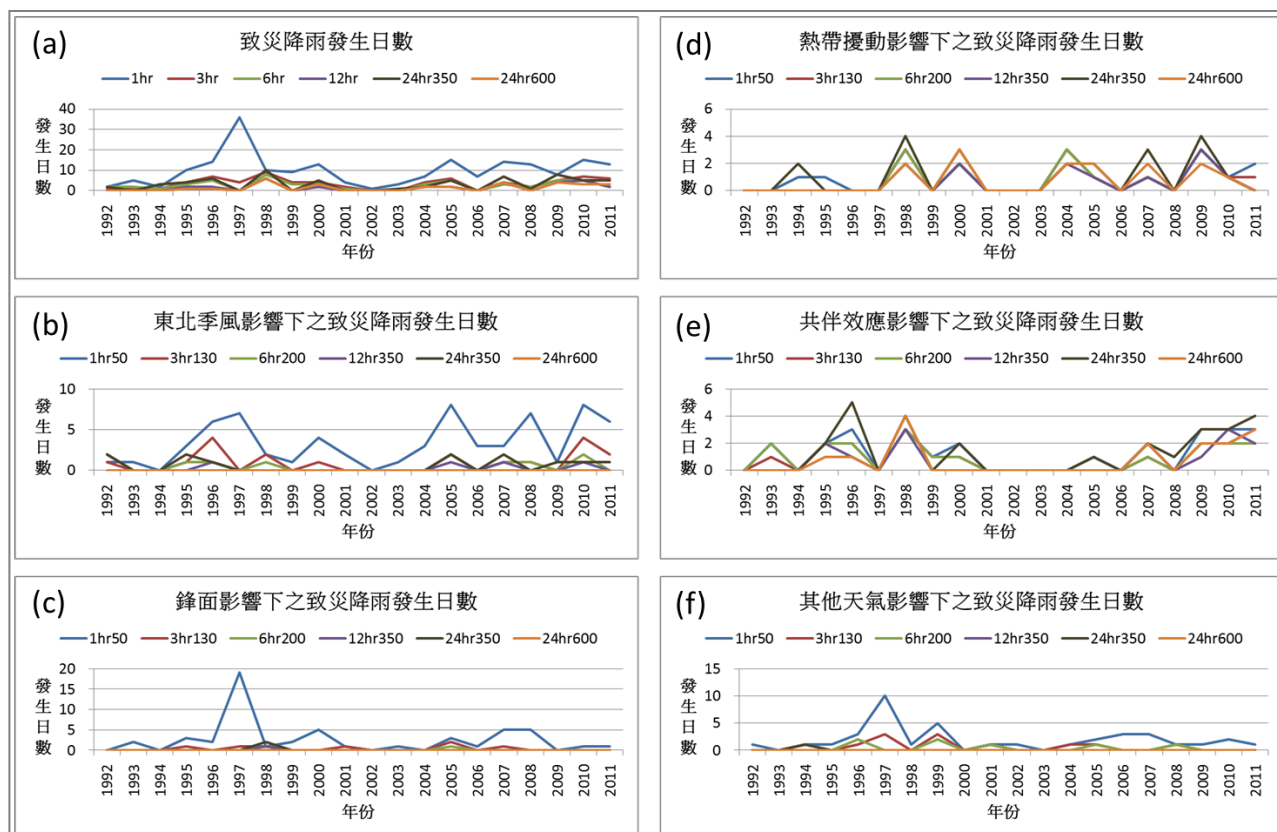 (a)
致災降雨發生日數
1hr 3hr 6hr 12hr 24hr350 24hr600
發生日數
40
30
20
10
0
1992 1993 1994 1995 1996 1997 1998 1999 2000 2001 2002 2003 2004 2005 2006 2007 2008 2009 2010 2011
年份
(b)
東北季風影響下之致災降雨發生日數
1hr50 3hr130 6hr200 12hr350 24hr350 24hr600
發生日數
10
5
0
1992 1993 1994 1995 1996 1997 1998 1999 2000 2001 2002 2003 2004 2005 2006 2007 2008 2009 2010 2011
年份
(c)
鋒面影響下之致災降雨發生日數
1hr50 3hr130 6hr200 12hr350 24hr350 24hr600
發生日數
20
15
10
5
0
1992 1993 1994 1995 1996 1997 1998 1999 2000 2001 2002 2003 2004 2005 2006 2007 2008 2009 2010 2011
年份
(d)
熱帶擾動影響下之致災降雨發生日數
1hr50 3hr130 6hr200 12hr350 24hr350 24hr600
發生日數
6
4
2
0
1992 1993 1994 1995 1996 1997 1998 1999 2000 2001 2002 2003 2004 2005 2006 2007 2008 2009 2010 2011
年份
(e)
共伴效應影響下之致災降雨發生日數
1hr50 3hr130 6hr200 12hr350 24hr350 24hr600
發生日數
6
4
2
0
1992 1993 1994 1995 1996 1997 1998 1999 2000 2001 2002 2003 2004 2005 2006 2007 2008 2009 2010 2011
年份
(f)
其他天氣影響下之致災降雨發生日數
1hr50 3hr130 6hr200 12hr350 24hr350 24hr600
發生日數
15
10
5
0
1992 1993 1994 1995 1996 1997 1998 1999 2000 2001 2002 2003 2004 2005 2006 2007 2008 2009 2010 2011
年份